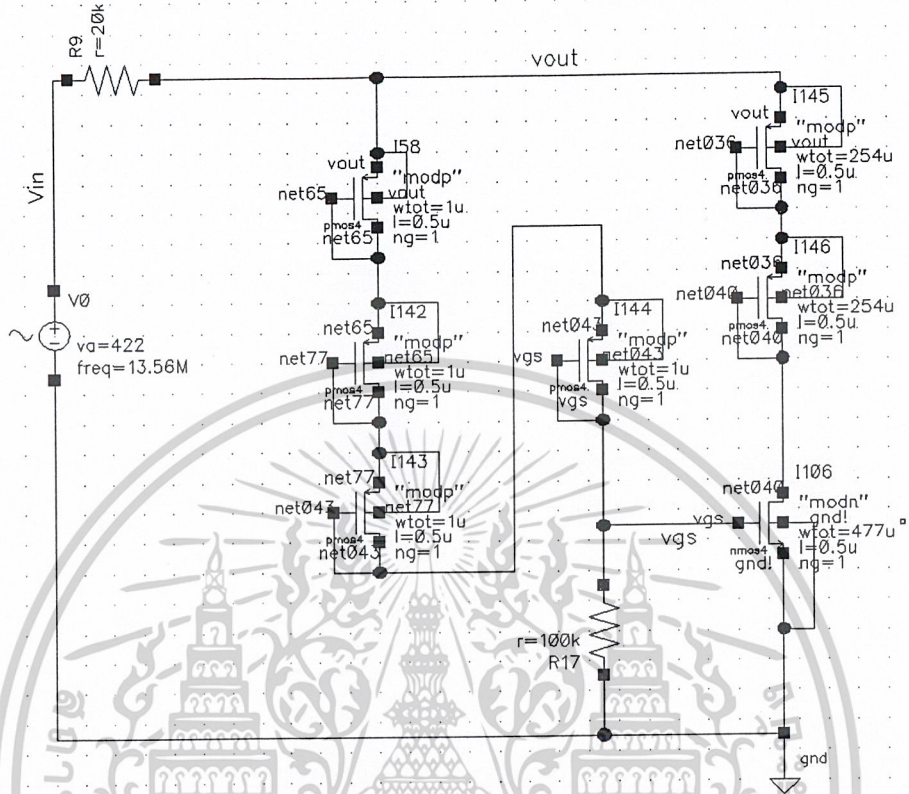 R9
r=20k
vout
Vin
V0
va=422
freq=13.56M
I58
vout
"modp"
net65
vout
wtot=1u
l=0.5u
pmos4
net65
ng=1
I142
net65
"modp"
net77
net65
wtot=1u
l=0.5u
pmos4
net77
ng=1
I143
net77
"modp"
net043
net77
wtot=1u
l=0.5u
pmos4
net043
ng=1
I144
net043
"modp"
vgs
net043
wtot=1u
l=0.5u
pmos4
vgs
ng=1
r=100k
R17
I145
vout
"modp"
net036
vout
wtot=254u
l=0.5u
pmos4
net036
ng=1
I146
net036
"modp"
net040
net036
wtot=254u
l=0.5u
pmos4
net040
ng=1
I106
net040
"modn"
vgs
gnd!
vgs
wtot=477u
l=0.5u
nmos4
gnd!
ng=1
gnd